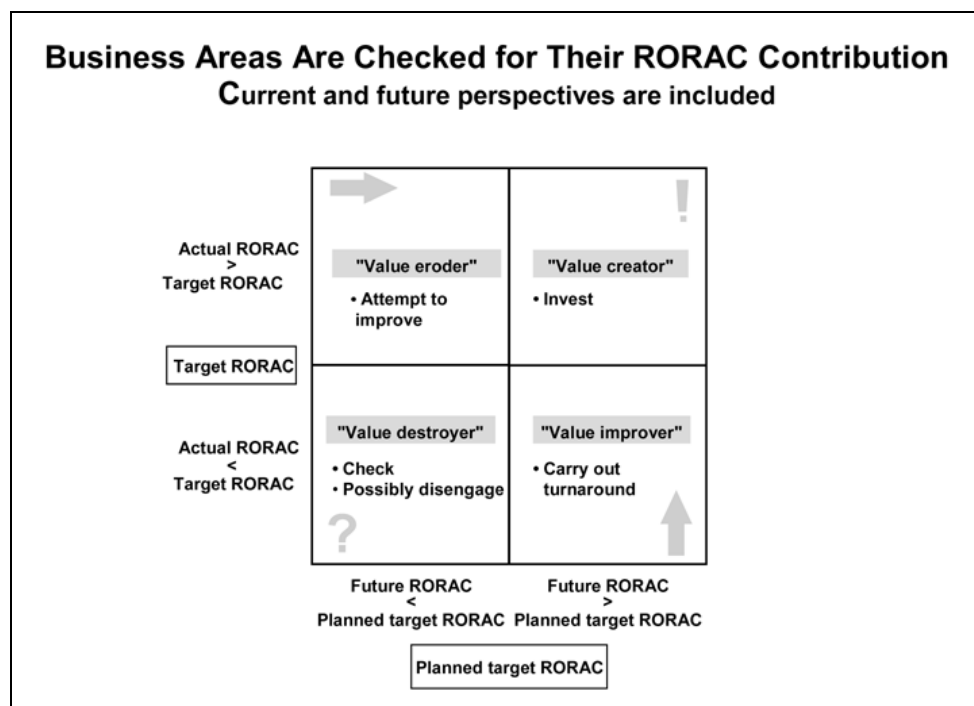 Business Areas Are Checked for Their RORAC Contribution
Current and future perspectives are included
!
Actual RORAC
>
Target RORAC
"Value eroder"
• Attempt to
improve
"Value creator"
• Invest
Target RORAC
Actual RORAC
<
Target RORAC
"Value destroyer"
• Check
• Possibly disengage
?
"Value improver"
• Carry out
turnaround
Future RORAC
<
Planned target RORAC
Future RORAC
>
Planned target RORAC
Planned target RORAC